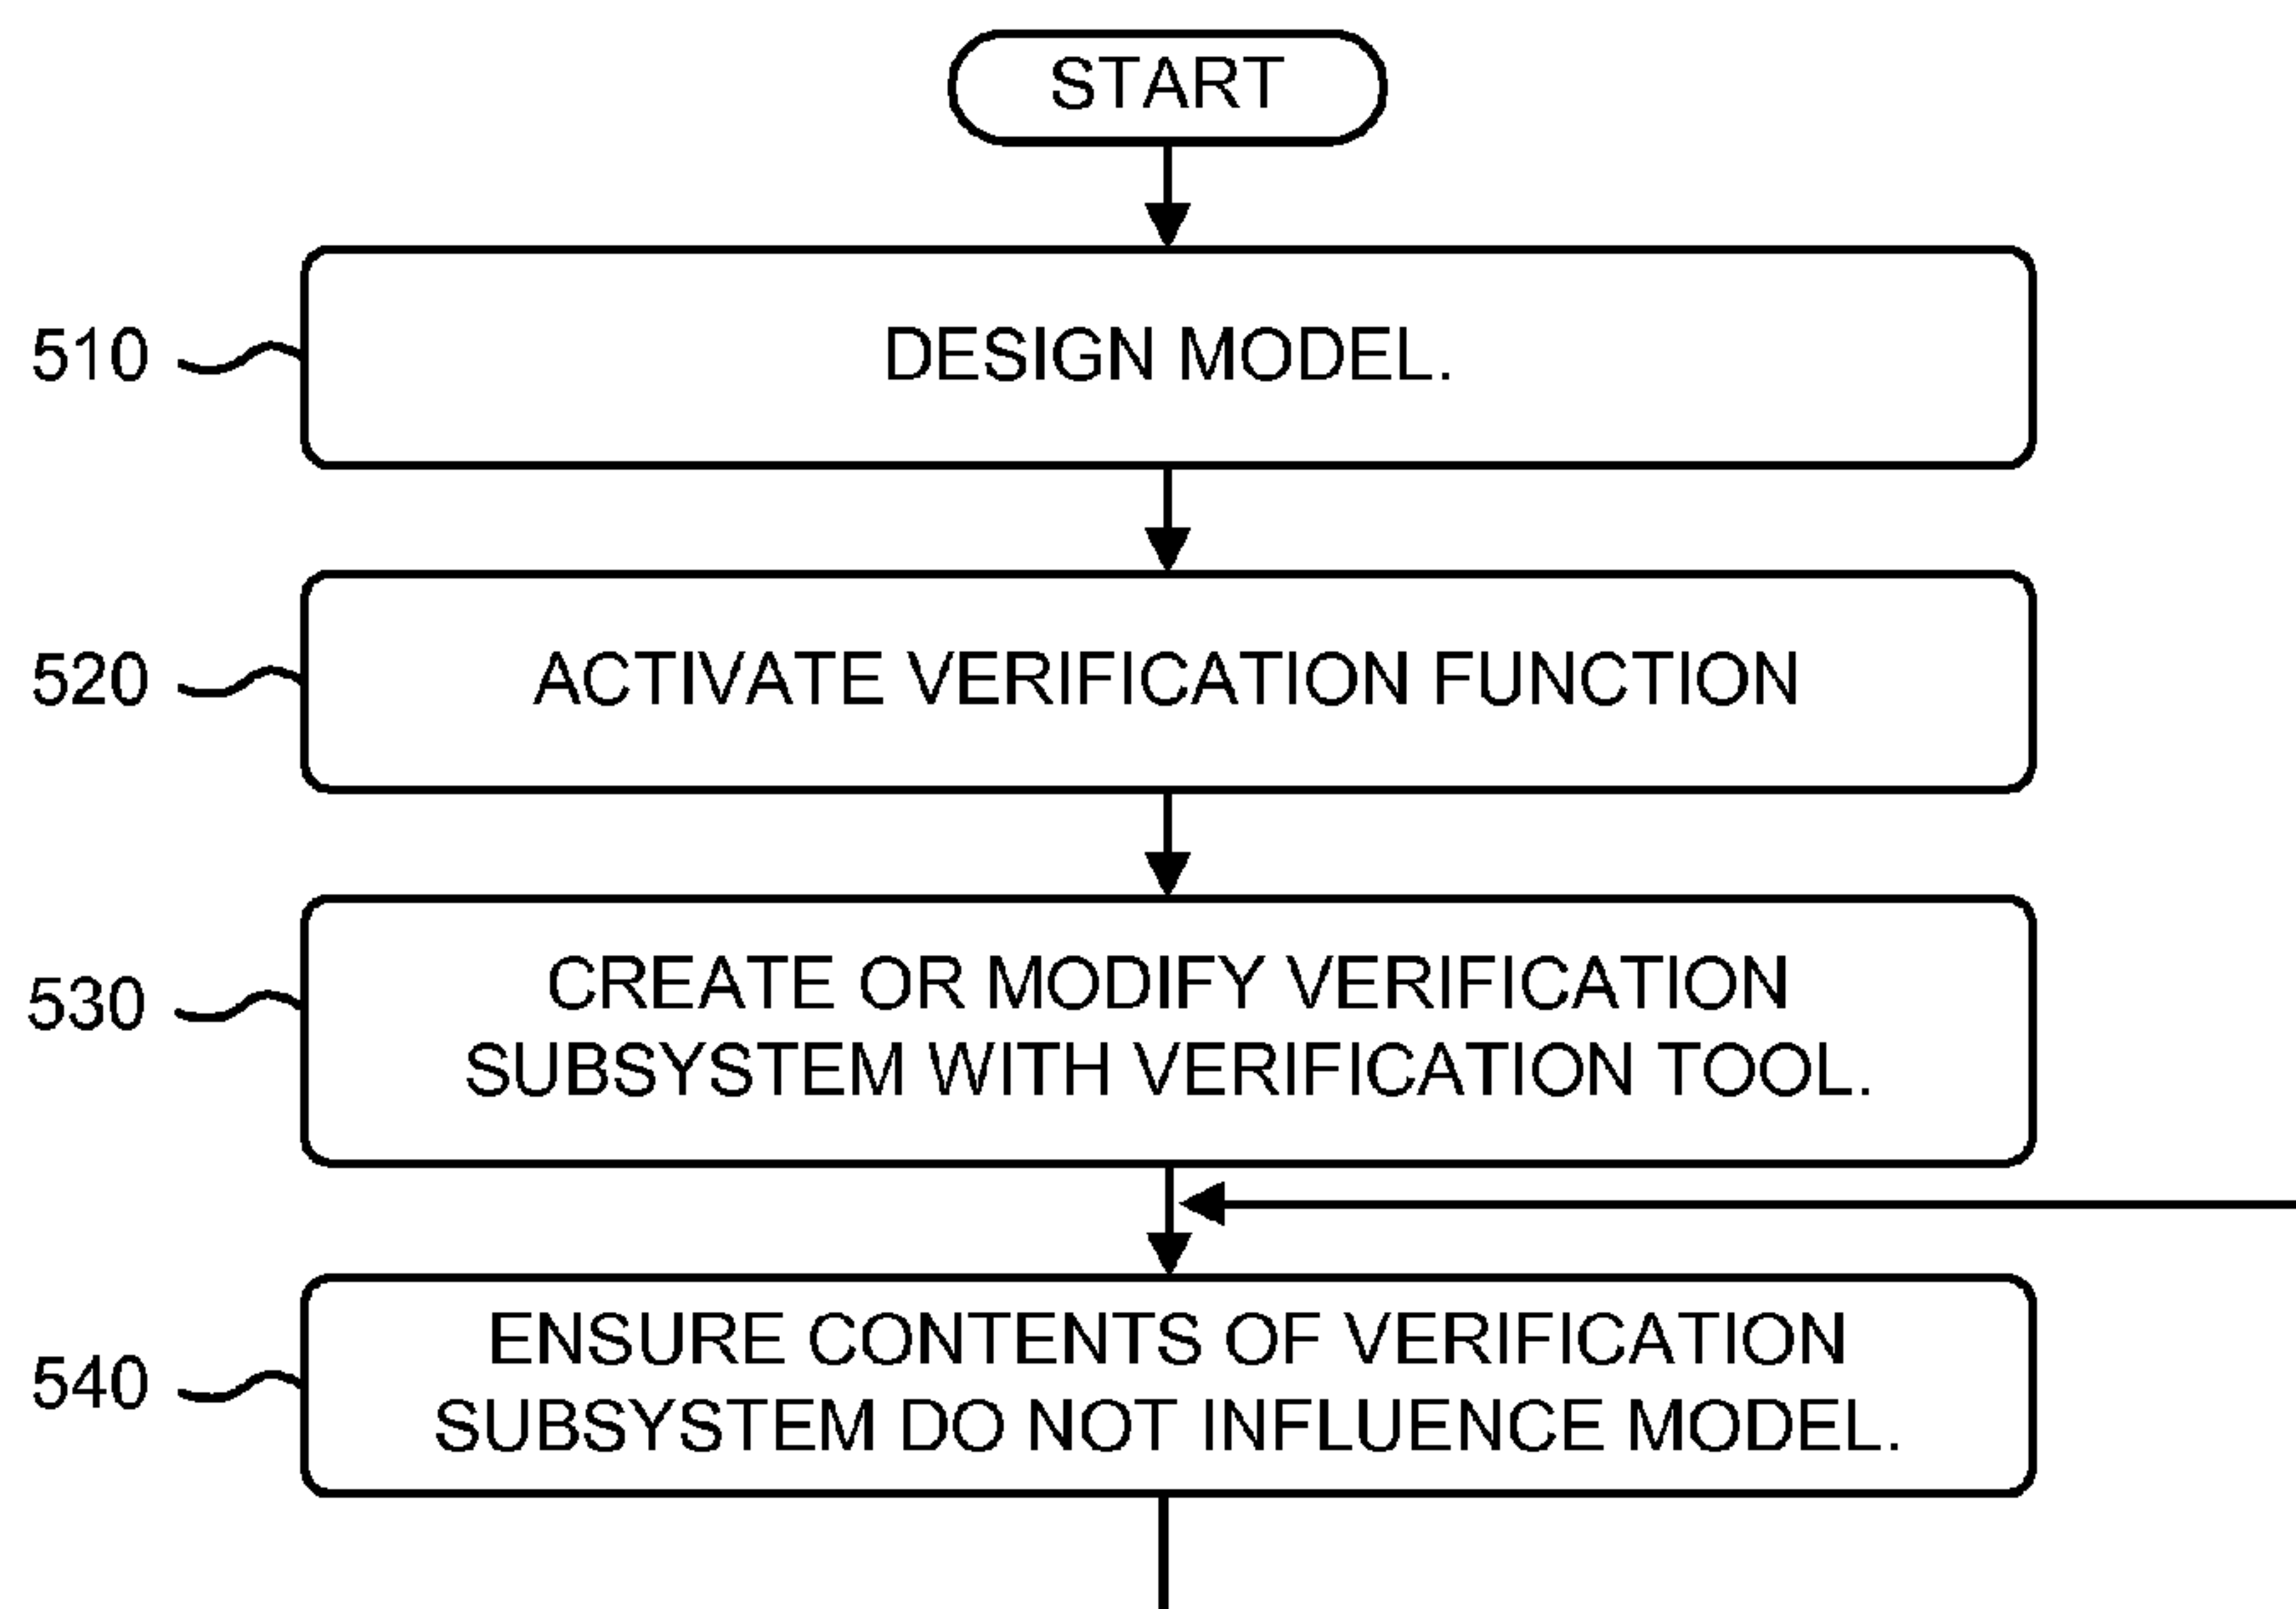 START
510
DESIGN MODEL.
520
ACTIVATE VERIFICATION FUNCTION
530
CREATE OR MODIFY VERIFICATION
SUBSYSTEM WITH VERIFICATION TOOL.
540
ENSURE CONTENTS OF VERIFICATION
SUBSYSTEM DO NOT INFLUENCE MODEL.